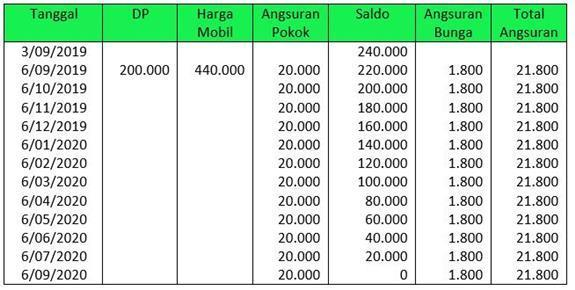 Tanggal DP Harga Mobil Angsuran Pokok Saldo Angsuran Bunga Total Angsuran
3/09/2019 240.000
6/09/2019 200.000 440.000 20.000 220.000 1.800 21.800
6/10/2019 20.000 200.000 1.800 21.800
6/11/2019 20.000 180.000 1.800 21.800
6/12/2019 20.000 160.000 1.800 21.800
6/01/2020 20.000 140.000 1.800 21.800
6/02/2020 20.000 120.000 1.800 21.800
6/03/2020 20.000 100.000 1.800 21.800
6/04/2020 20.000 80.000 1.800 21.800
6/05/2020 20.000 60.000 1.800 21.800
6/06/2020 20.000 40.000 1.800 21.800
6/07/2020 20.000 20.000 1.800 21.800
6/09/2020 20.000 0 1.800 21.800